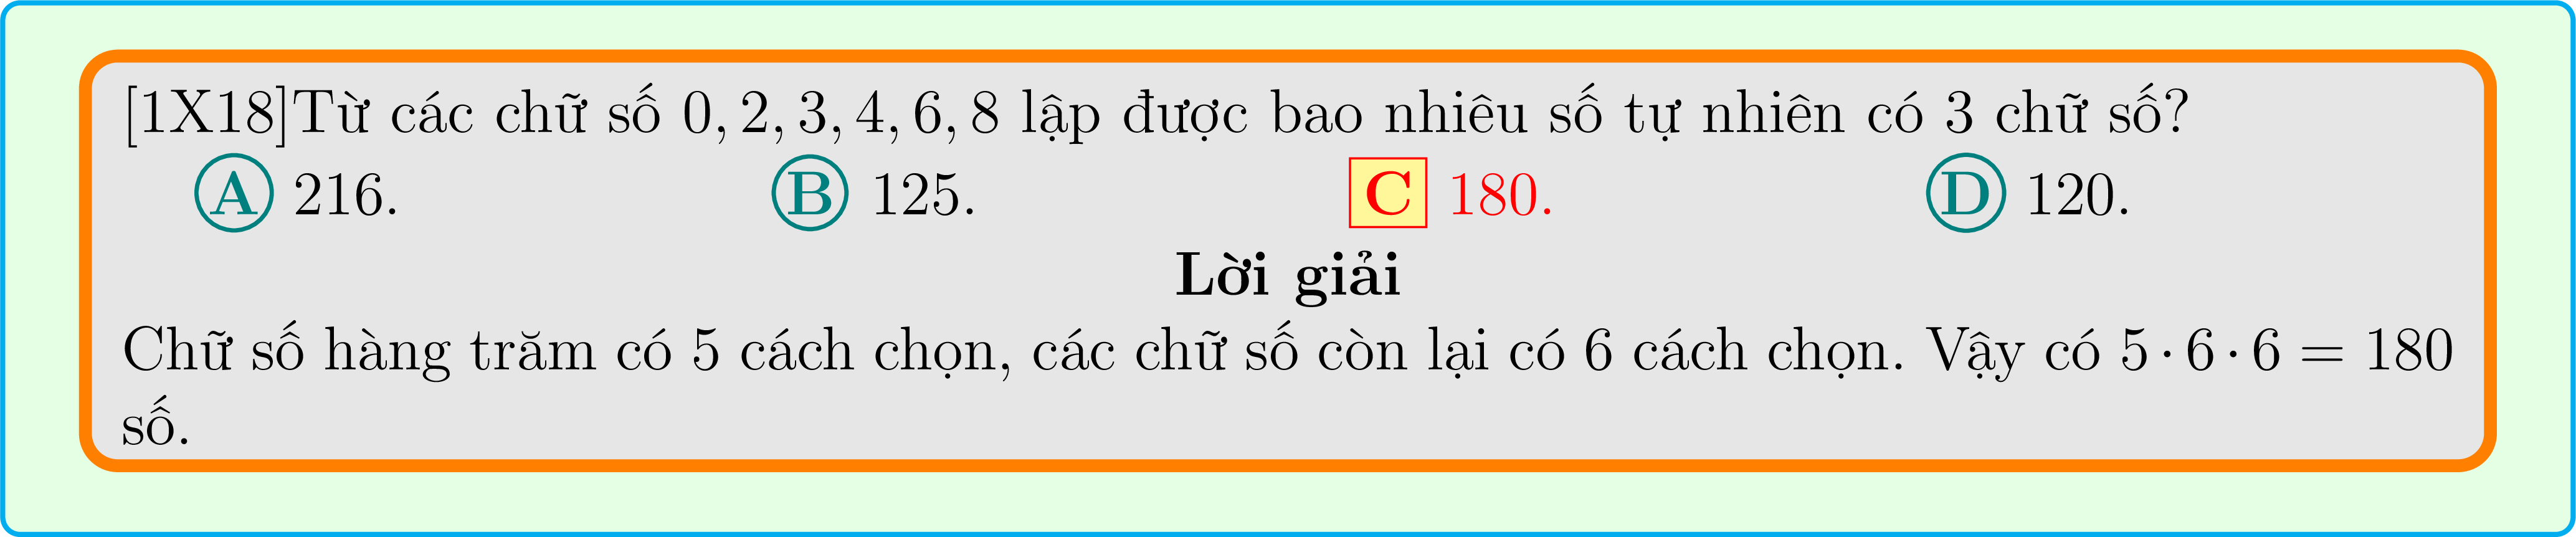 [1X18]Từ các chữ số 0, 2, 3, 4, 6, 8 lập được bao nhiêu số tự nhiên có 3 chữ số?
A 216. B 125. C 180. D 120.
Lời giải
Chữ số hàng trăm có 5 cách chọn, các chữ số còn lại có 6 cách chọn. Vậy có 5 · 6 · 6 = 180
số.